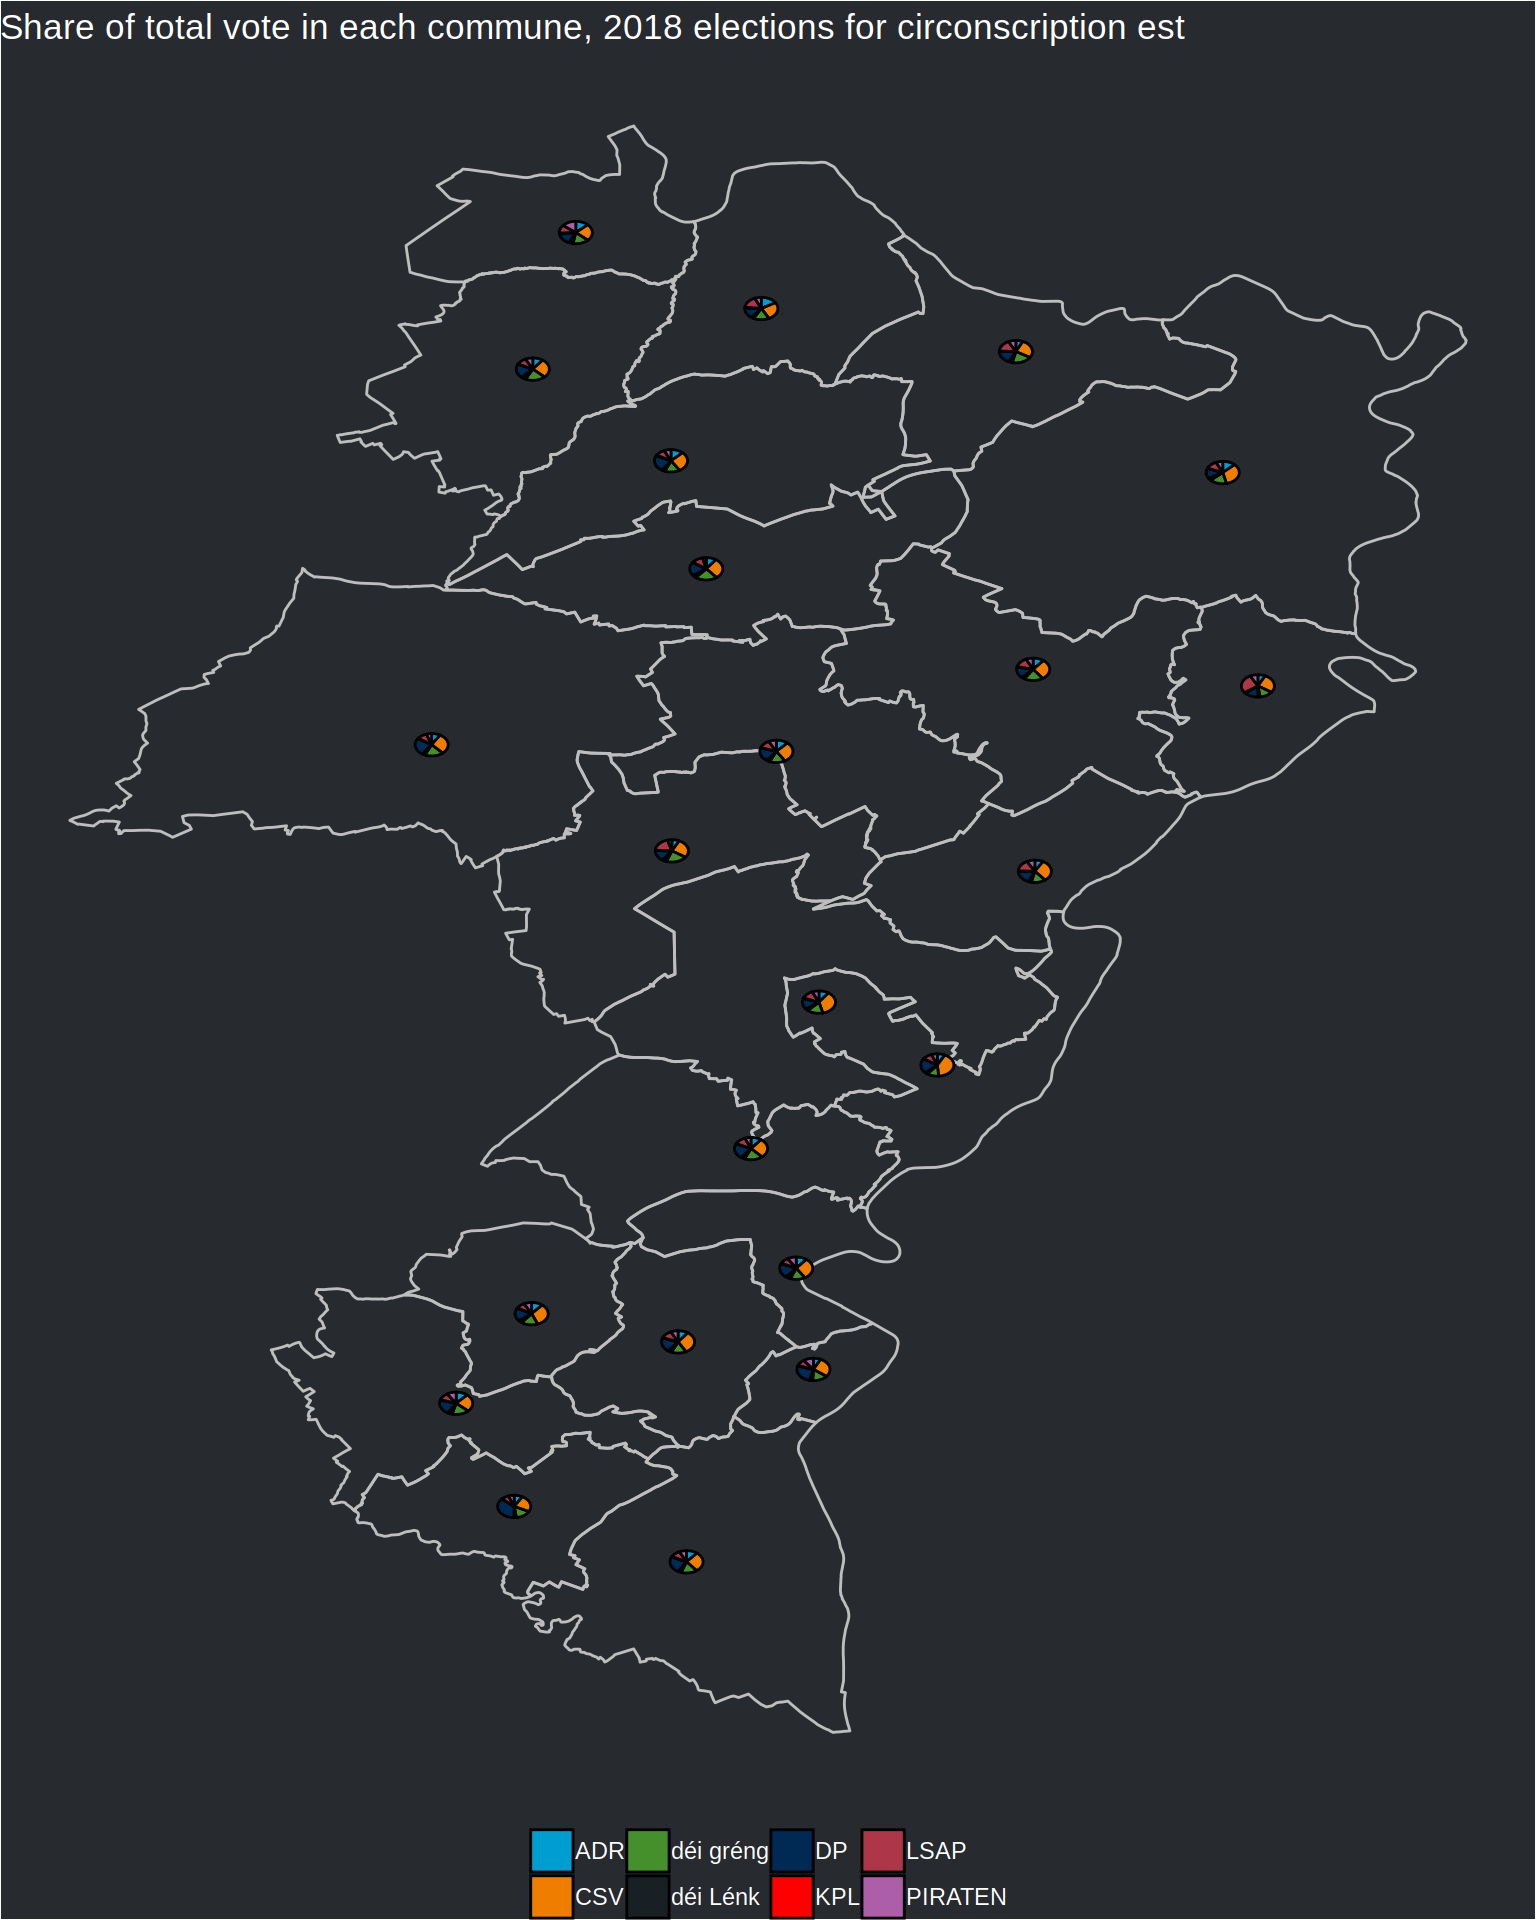 Share of total vote in each commune, 2018 elections for circonscription est
ADR déi gréng DP LSAP
CSV déi Lénk KPL PIRATEN